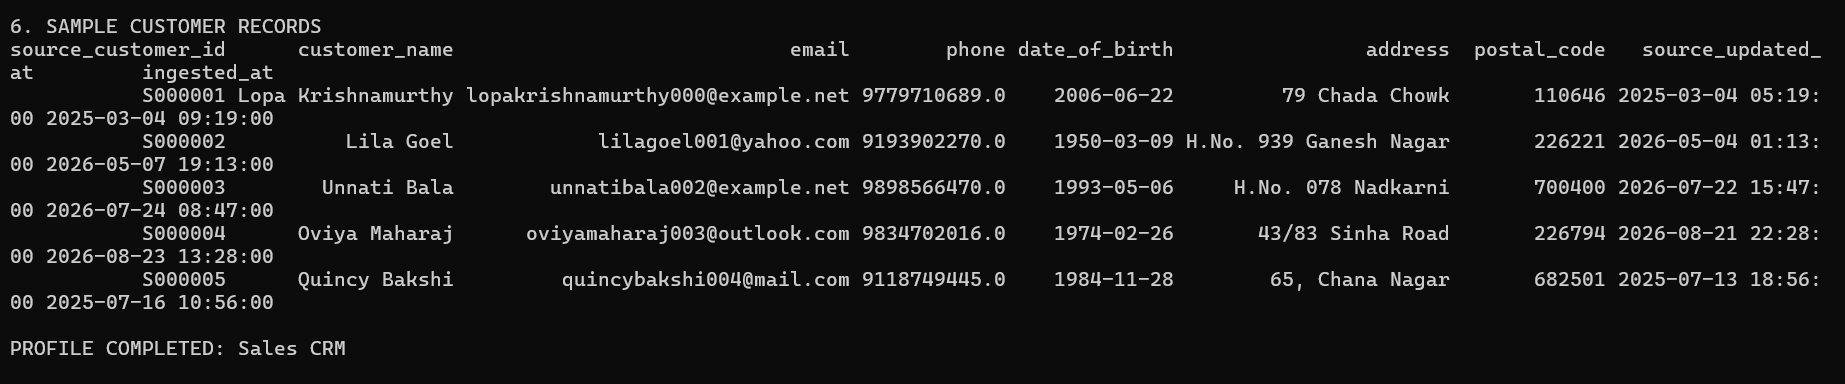 6. SAMPLE CUSTOMER RECORDS
source_customer_id      customer_name                            email        phone date_of_birth                address  postal_code   source_updated_
at         ingested_at
           S000001 Lopa Krishnamurthy lopakrishnamurthy000@example.net 9779710689.0    2006-06-22         79 Chada Chowk       110646 2025-03-04 05:19:
00 2025-03-04 09:19:00
           S000002          Lila Goel            lilagoel001@yahoo.com 9193902270.0    1950-03-09 H.No. 939 Ganesh Nagar       226221 2026-05-04 01:13:
00 2026-05-07 19:13:00
           S000003        Unnati Bala        unnatibala002@example.net 9898566470.0    1993-05-06     H.No. 078 Nadkarni       700400 2026-07-22 15:47:
00 2026-07-24 08:47:00
           S000004      Oviya Maharaj      oviyamaharaj003@outlook.com 9834702016.0    1974-02-26       43/83 Sinha Road       226794 2026-08-21 22:28:
00 2026-08-23 13:28:00
           S000005      Quincy Bakshi         quincybakshi004@mail.com 9118749445.0    1984-11-28        65, Chana Nagar       682501 2025-07-13 18:56:
00 2025-07-16 10:56:00
PROFILE COMPLETED: Sales CRM